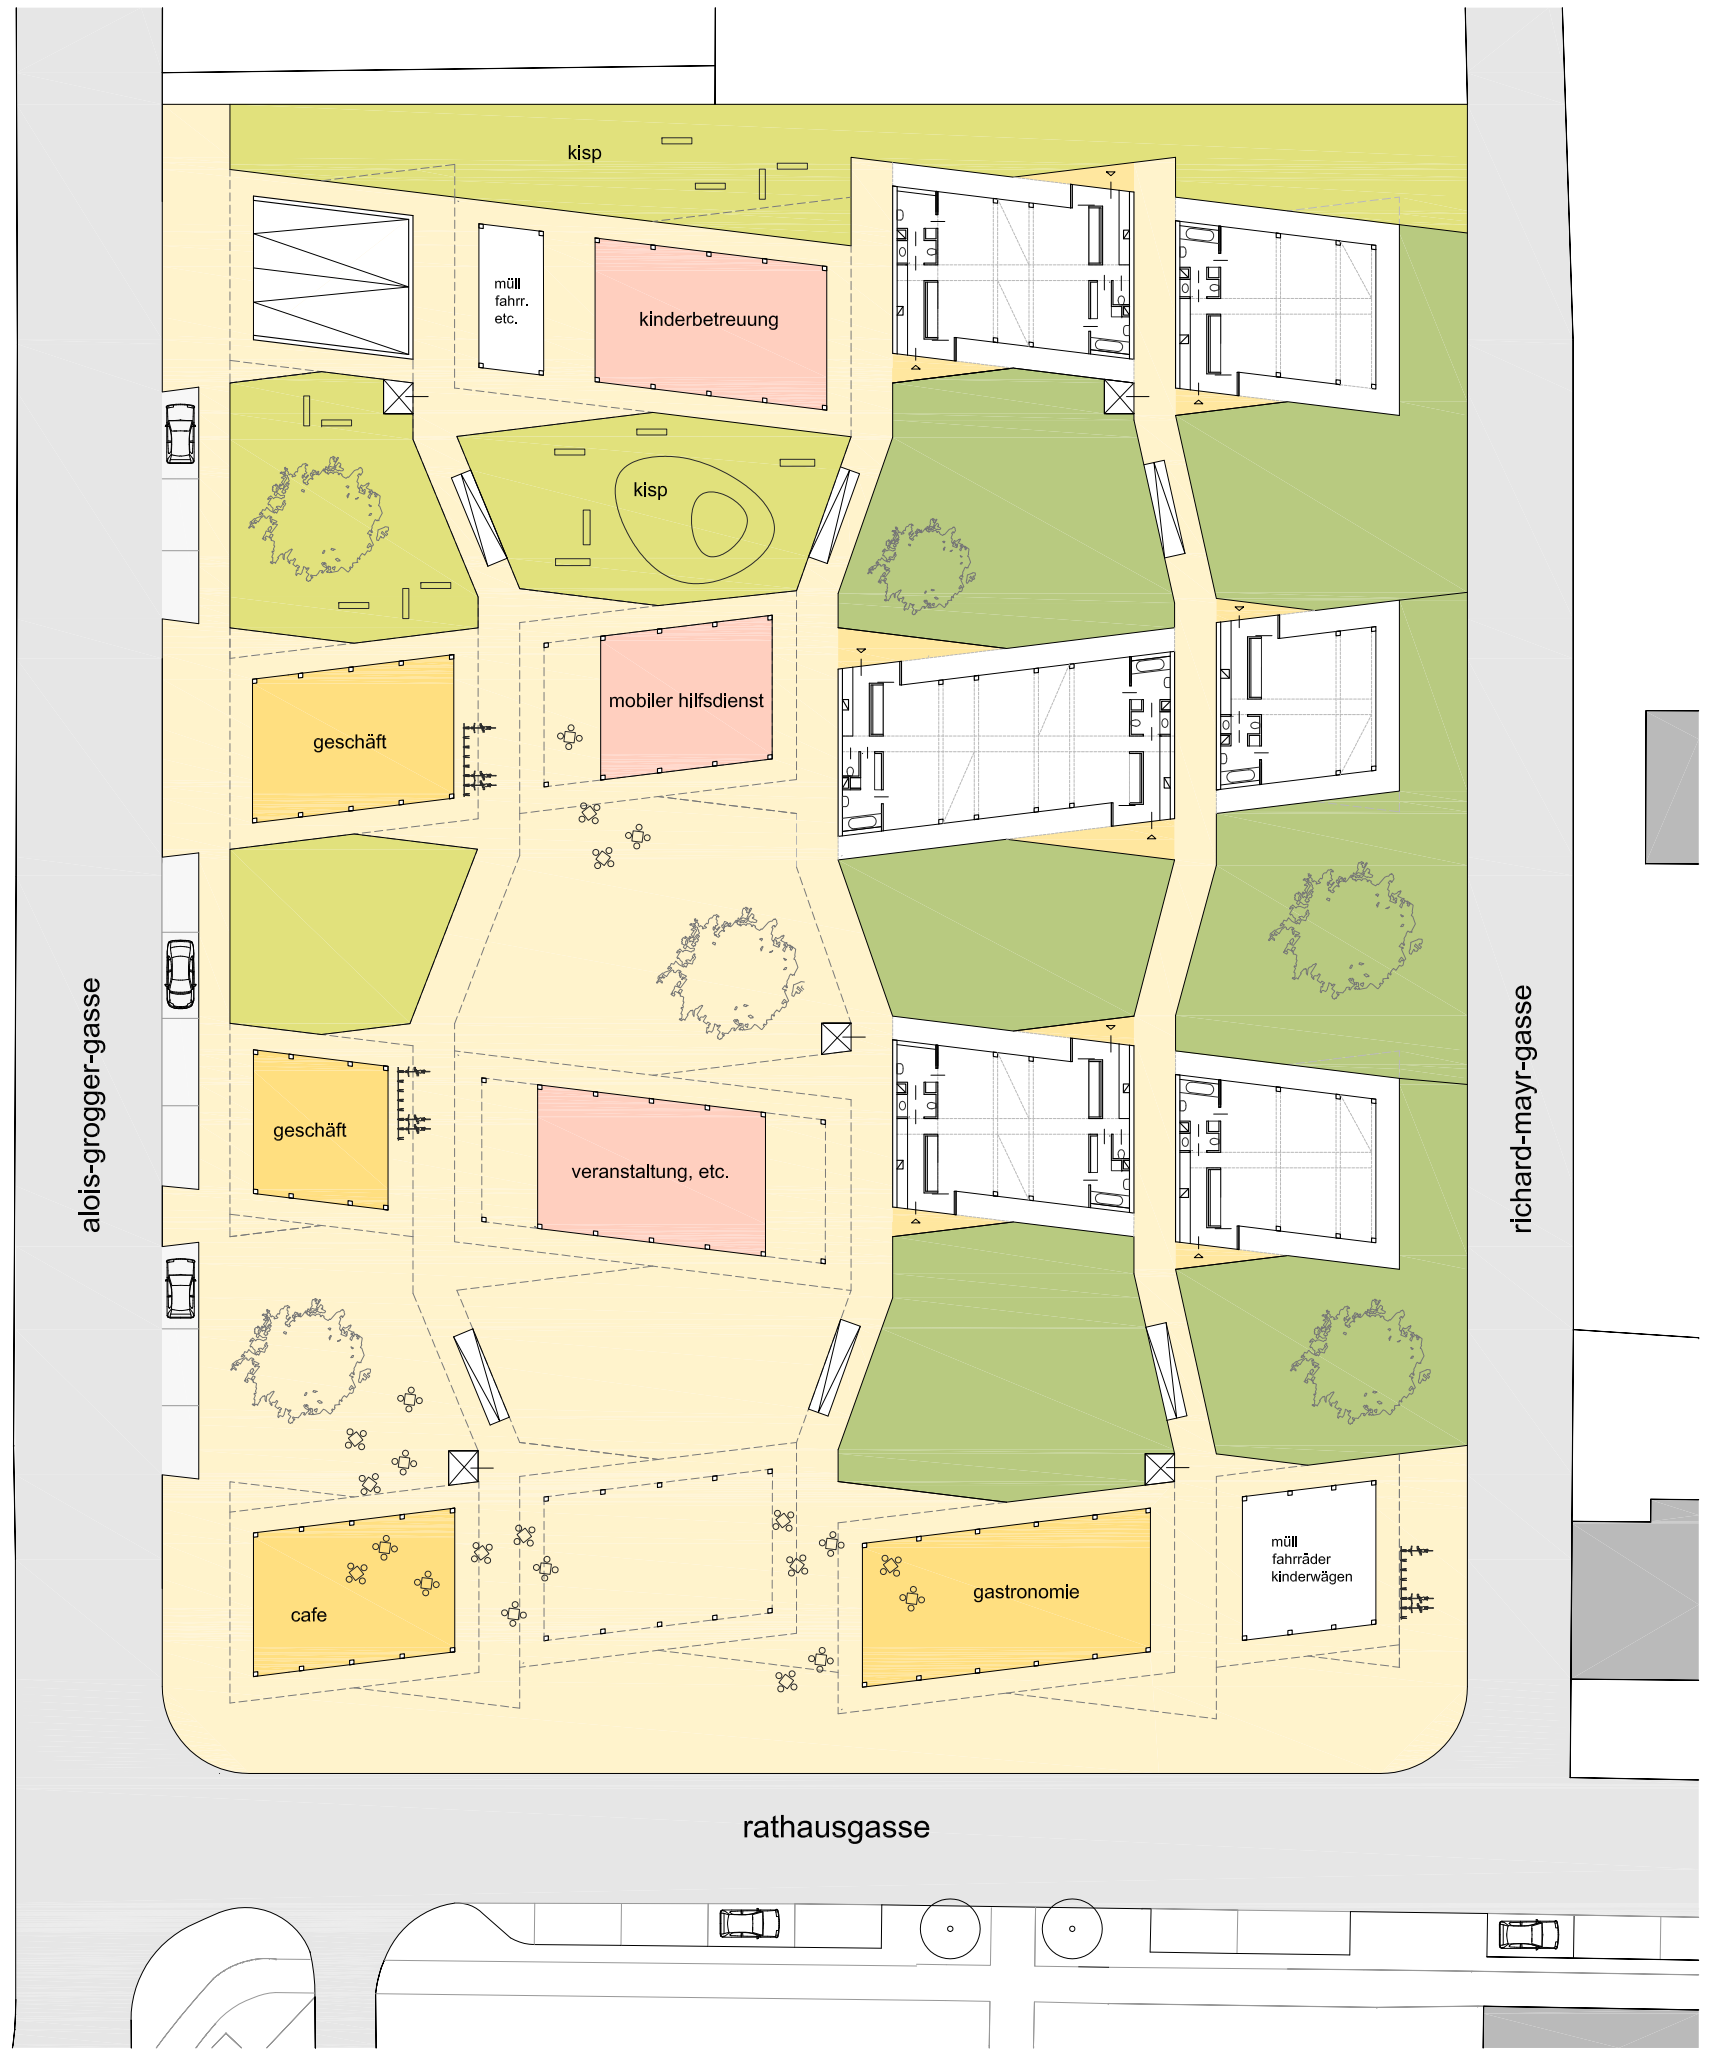 kisp
müll
fahrr.
etc.
kinderbetreuung
kisp
mobiler hilfsdienst
geschäft
alois-grogger-gasse
richard-mayr-gasse
geschäft
veranstaltung, etc.
müll
fahrräder
kinderwägen
gastronomie
cafe
rathausgasse